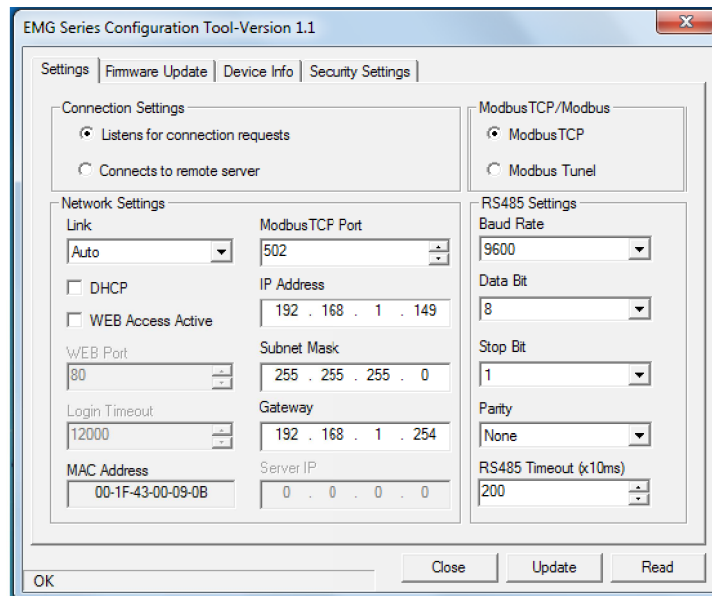 EMG Series Configuration Tool-Version 1.1
Settings Firmware Update Device Info Security Settings
Connection Settings
Listens for connection requests
Connects to remote server
ModbusTCP/Modbus
ModbusTCP
Modbus Tunel
Network Settings
Link
Auto
DHCP
WEB Access Active
WEB Port
80
Login Timeout
12000
MAC Address
00-1F-43-00-09-0B
ModbusTCP Port
502
IP Address
192 . 168 . 1 . 149
Subnet Mask
255 . 255 . 255 . 0
Gateway
192 . 168 . 1 . 254
Server IP
0 . 0 . 0 . 0
RS485 Settings
Baud Rate
9600
Data Bit
8
Stop Bit
1
Parity
None
RS485 Timeout (x10ms)
200
Close Update Read
OK